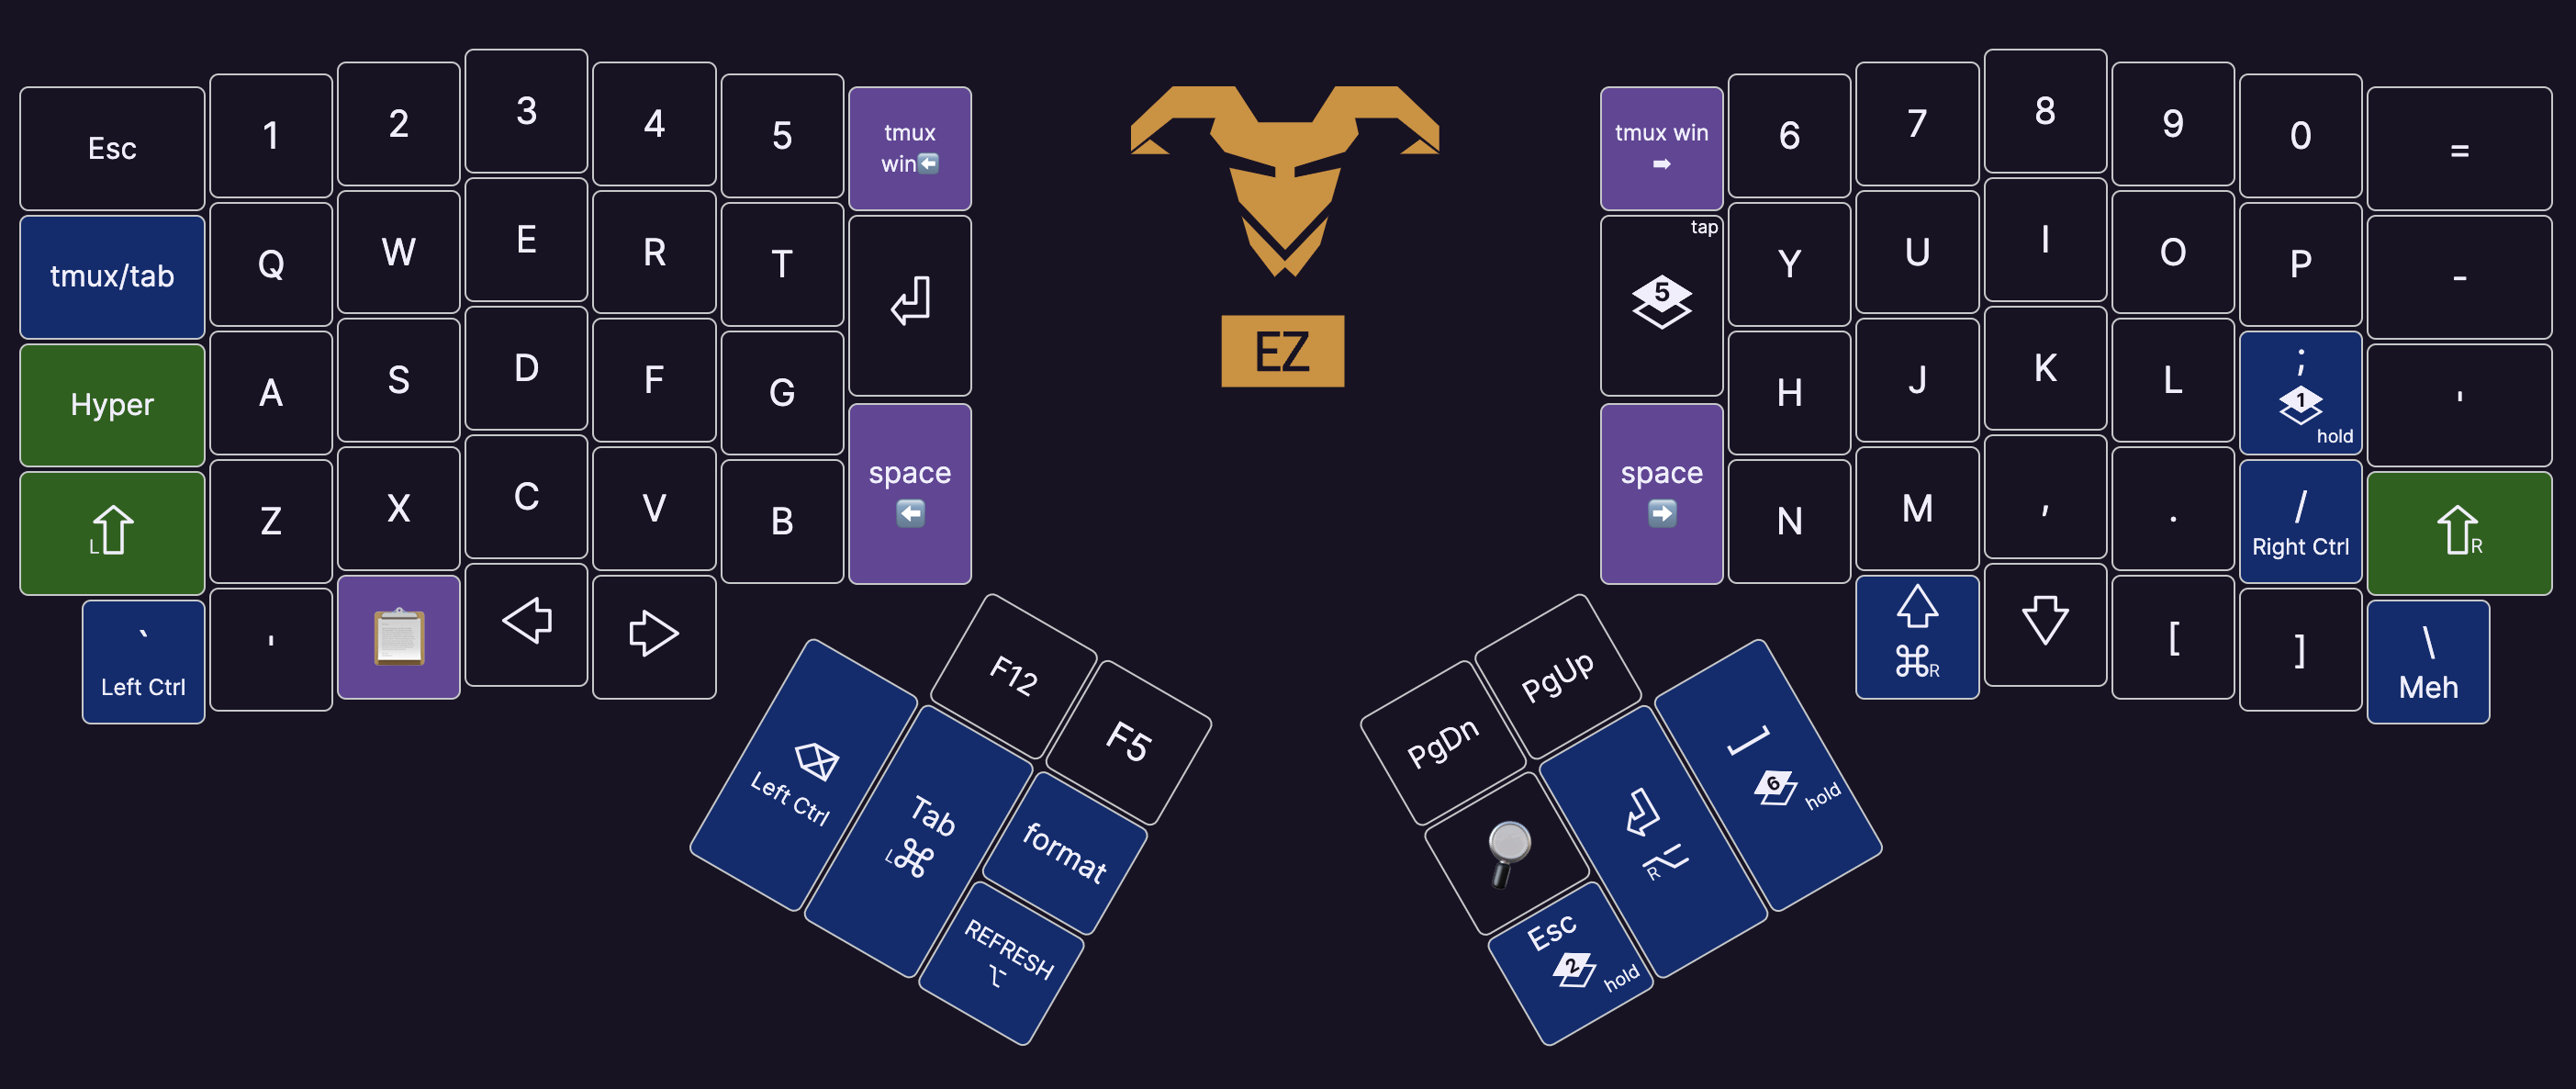 Esc
1
2
3
4
5
tmux
win⬅️
tmux win
➡
6
7
8
9
0
=
tmux/tab
Q
W
E
R
T
tap
5
Y
U
I
O
P
-
EZ
Hyper
A
S
D
F
G
H
J
K
L
;
1
hold
'
L
Z
X
C
V
B
space
⬅️
space
➡️
N
M
,
.
/
Right Ctrl
R
`
Left Ctrl
'
⌘R
[
]
\
Meh
F12
F5
Left Ctrl
Tab
L⌘
format
REFRESH
⌥
PgUp
PgDn
6
hold
R
Esc
2
hold